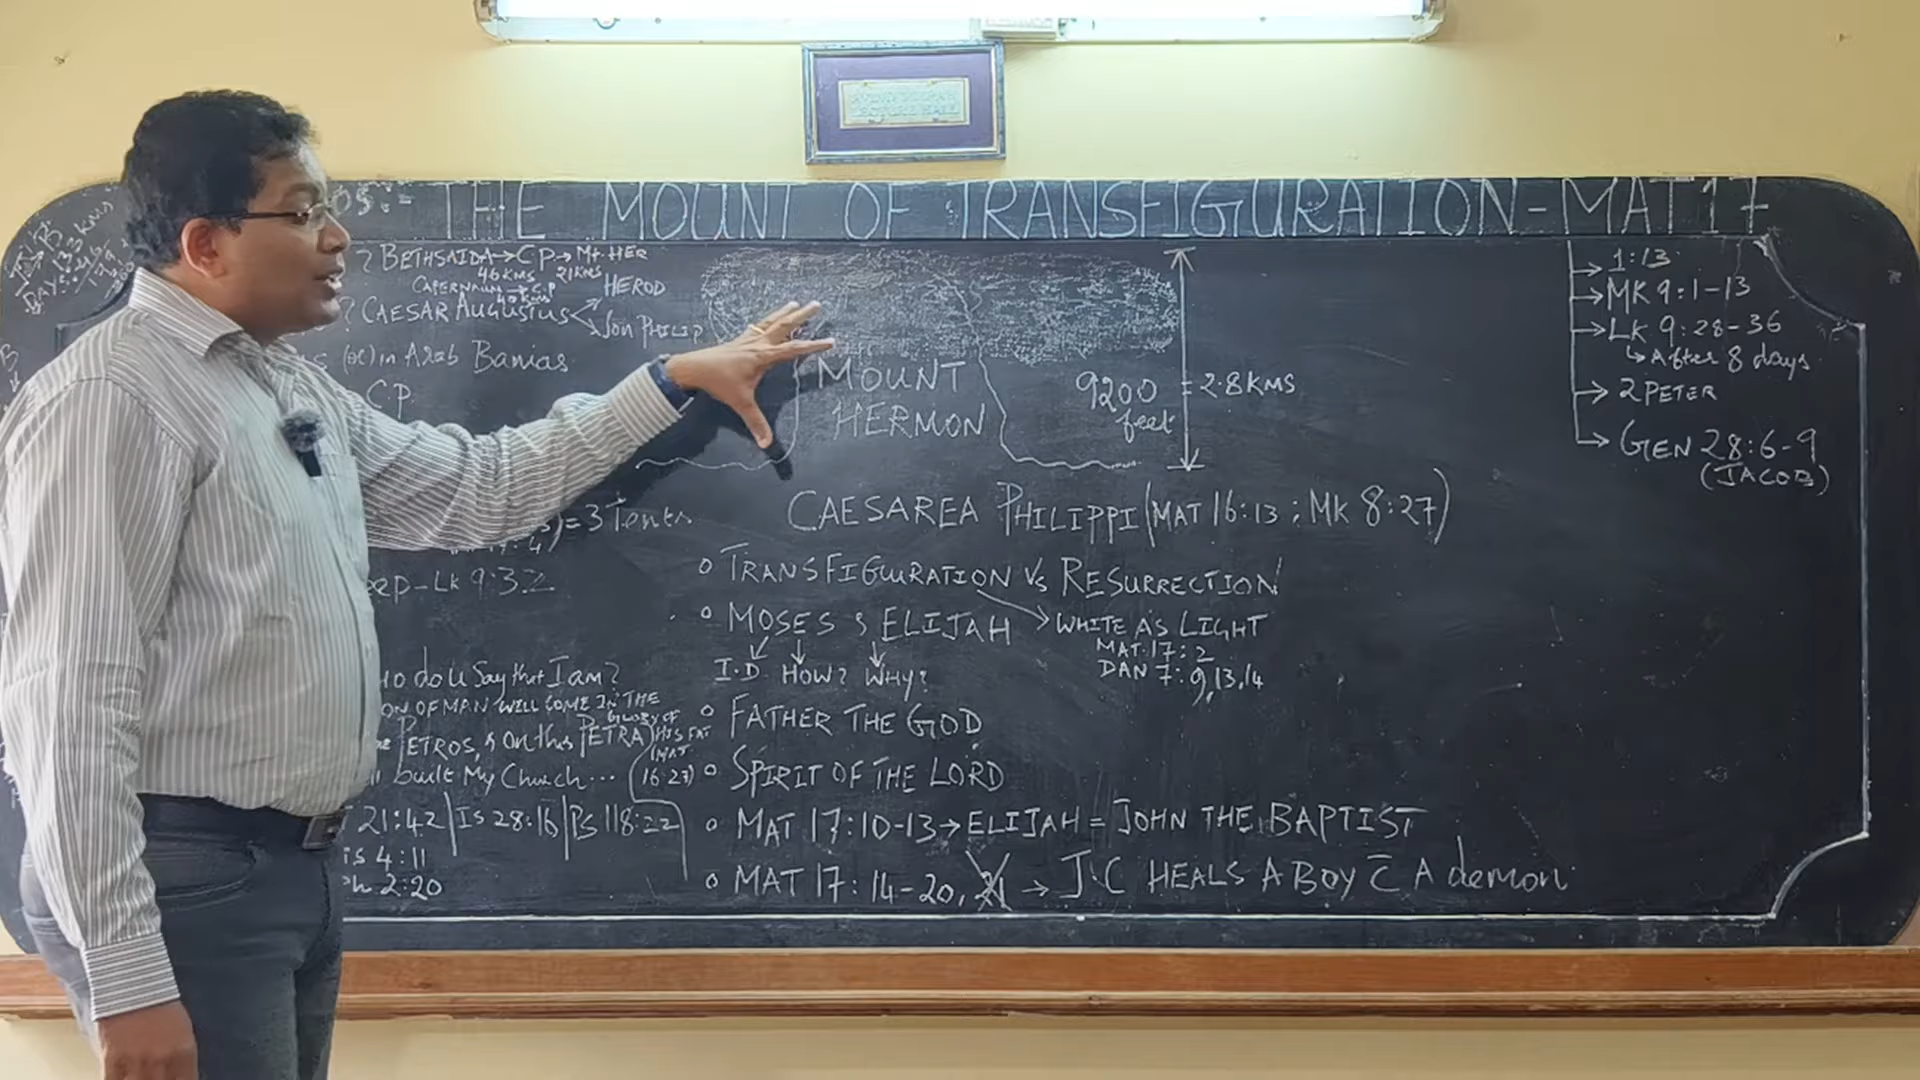 THE MOUNT OF TRANSFIGURATION - MAT 17
? BETHSAIDA → CP → Mt. HER
46 KMS 21 KMS
CAPERNAUM → C.P
HEROD
? CAESAR AUGUSTUS
Son PHILIP
in Arab Banias
CP
= 3 Tents
eep - LK 9:32
Ho do U Say that I am?
ON OF MAN WILL COME IN THE
GLORY OF
PETROS, & on this PETRA HIS FAT
(MAT
built My Church ... 16:27)
21:42 | IS 28:16 | PS 118:22
is 4:11
Ph 2:20
MOUNT
HERMON
9200
feet
= 2.8 KMS
CAESAREA PHILIPPI (MAT 16:13 ; MK 8:27)
o TRANSFIGURATION Vs RESURRECTION
o MOSES & ELIJAH → WHITE AS LIGHT
MAT 17:2
DAN 7:9,13,14
I.D HOW? WHY?
o FATHER THE GOD
o SPIRIT OF THE LORD
o MAT 17:10-13 → ELIJAH = JOHN THE BAPTIST
o MAT 17:14-20, 21 → J.C HEALS A BOY C̄ A demon
→ 1:13
→ MK 9:1-13
→ LK 9:28-36
↳ After 8 days
→ 2 PETER
→ GEN 28:6-9
(JACOB)